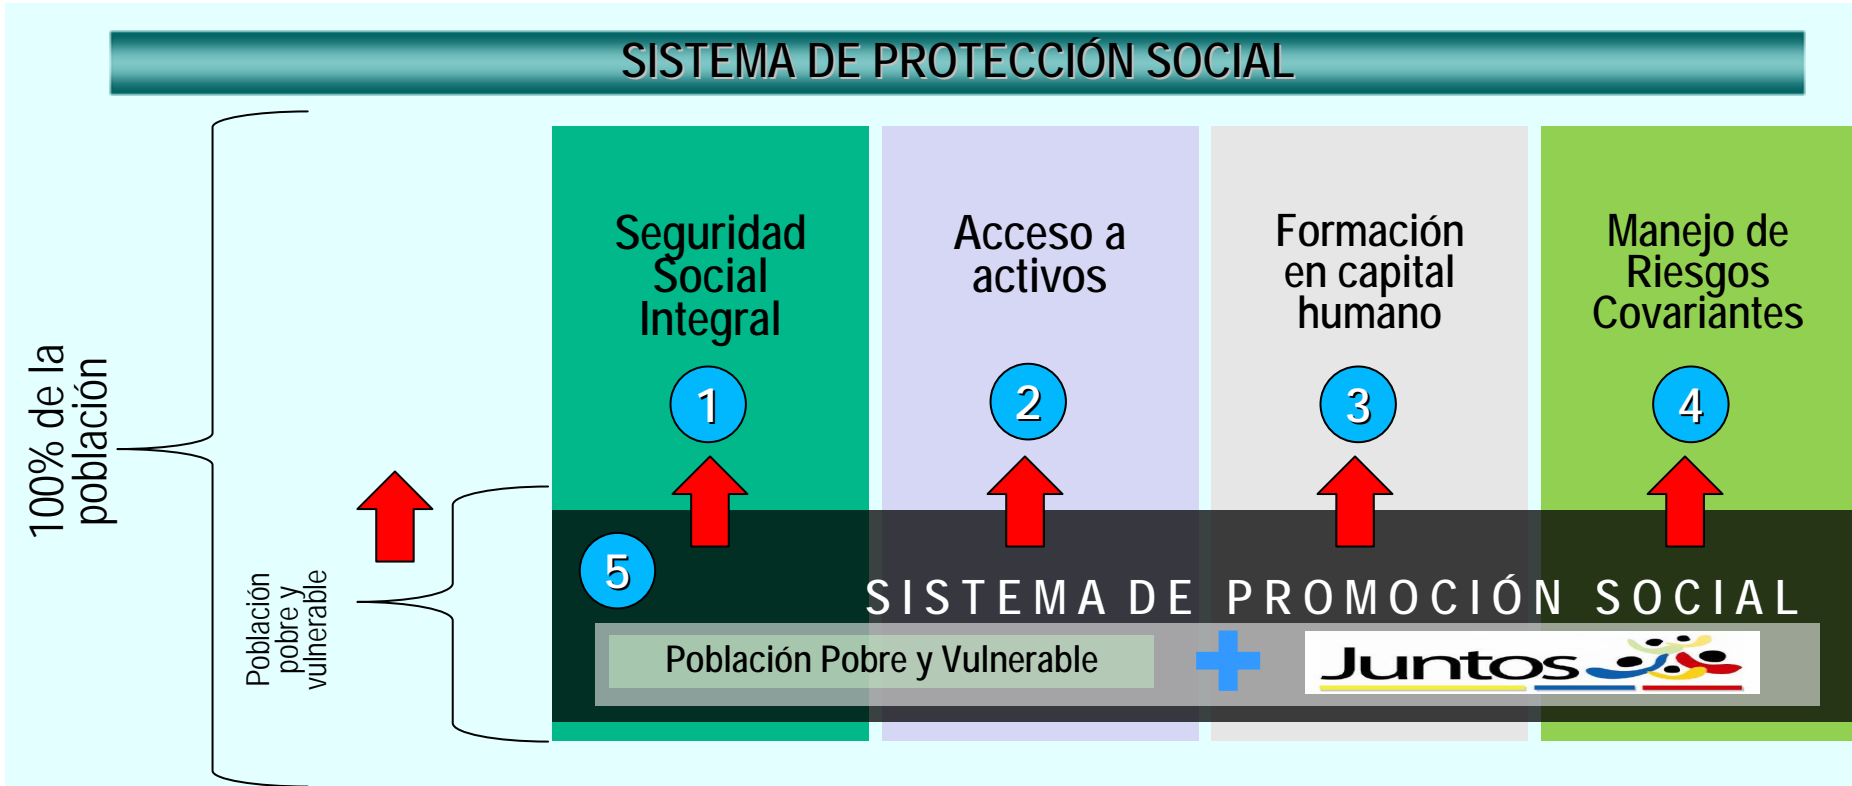 SISTEMA DE PROTECCIÓN SOCIAL
100% de la
población
Población
pobre y
vulnerable
Seguridad
Social
Integral
1
Acceso a
activos
2
Formación
en capital
humano
3
Manejo de
Riesgos
Covariantes
4
5
SISTEMA DE PROMOCIÓN SOCIAL
Población Pobre y Vulnerable
Juntos